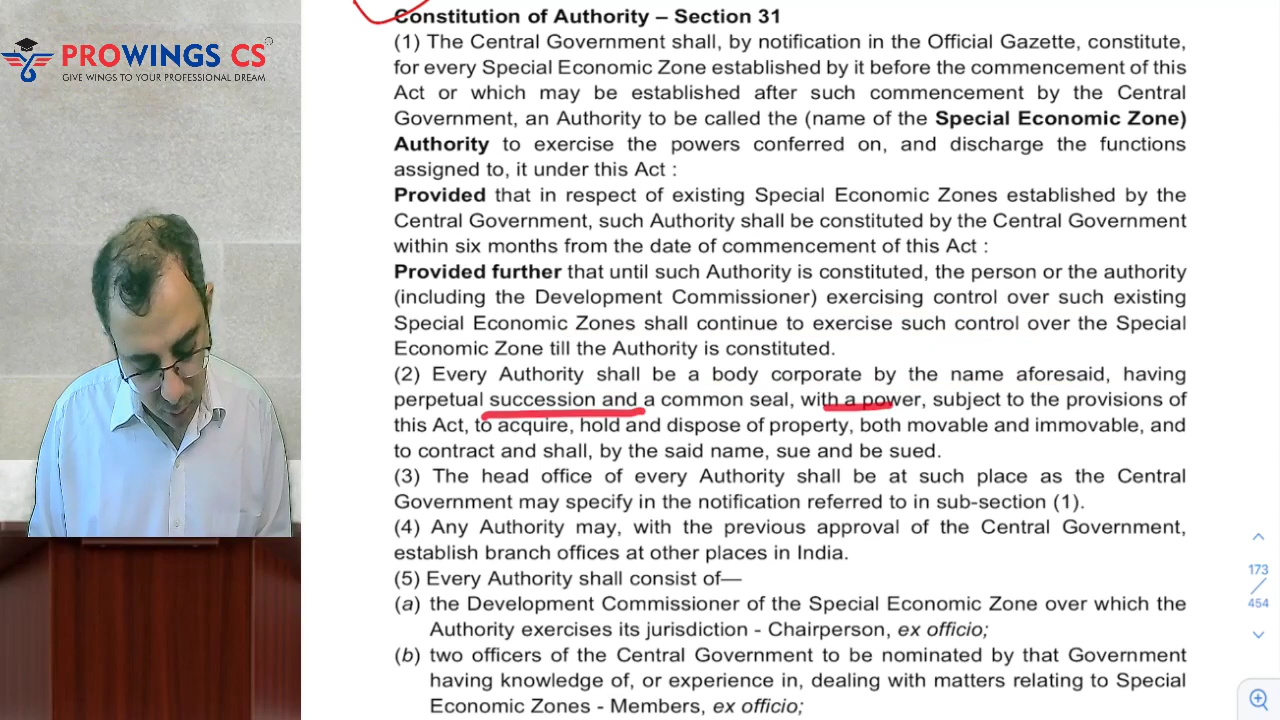 PROWINGS CS
GIVE WINGS TO YOUR PROFESSIONAL DREAM
Constitution of Authority – Section 31
(1) The Central Government shall, by notification in the Official Gazette, constitute,
for every Special Economic Zone established by it before the commencement of this
Act or which may be established after such commencement by the Central
Government, an Authority to be called the (name of the Special Economic Zone)
Authority to exercise the powers conferred on, and discharge the functions
assigned to, it under this Act :
Provided that in respect of existing Special Economic Zones established by the
Central Government, such Authority shall be constituted by the Central Government
within six months from the date of commencement of this Act :
Provided further that until such Authority is constituted, the person or the authority
(including the Development Commissioner) exercising control over such existing
Special Economic Zones shall continue to exercise such control over the Special
Economic Zone till the Authority is constituted.
(2) Every Authority shall be a body corporate by the name aforesaid, having
perpetual succession and a common seal, with a power, subject to the provisions of
this Act, to acquire, hold and dispose of property, both movable and immovable, and
to contract and shall, by the said name, sue and be sued.
(3) The head office of every Authority shall be at such place as the Central
Government may specify in the notification referred to in sub-section (1).
(4) Any Authority may, with the previous approval of the Central Government,
establish branch offices at other places in India.
(5) Every Authority shall consist of—
(a) the Development Commissioner of the Special Economic Zone over which the
Authority exercises its jurisdiction - Chairperson, ex officio;
(b) two officers of the Central Government to be nominated by that Government
having knowledge of, or experience in, dealing with matters relating to Special
Economic Zones - Members, ex officio;
173
454